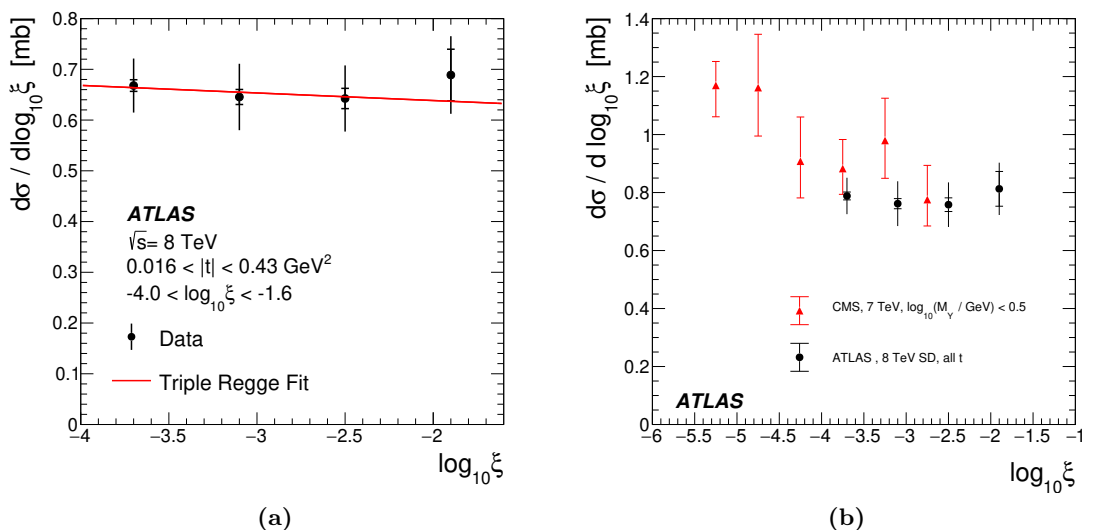 dσ / dlog10ξ [mb]
0.8
0.7
0.6
0.5
0.4
0.3
0.2
0.1
0
ATLAS
√s= 8 TeV
0.016 < |t| < 0.43 GeV²
-4.0 < log10ξ < -1.6
Data
Triple Regge Fit
−4 −3.5 −3 −2.5 −2
log10ξ
(a)
dσ / d log10ξ [mb]
1.4
1.2
1
0.8
0.6
0.4
0.2
0
CMS, 7 TeV, log10(MY / GeV) < 0.5
ATLAS , 8 TeV SD, all t
ATLAS
−6 −5.5 −5 −4.5 −4 −3.5 −3 −2.5 −2 −1.5 −1
log10ξ
(b)